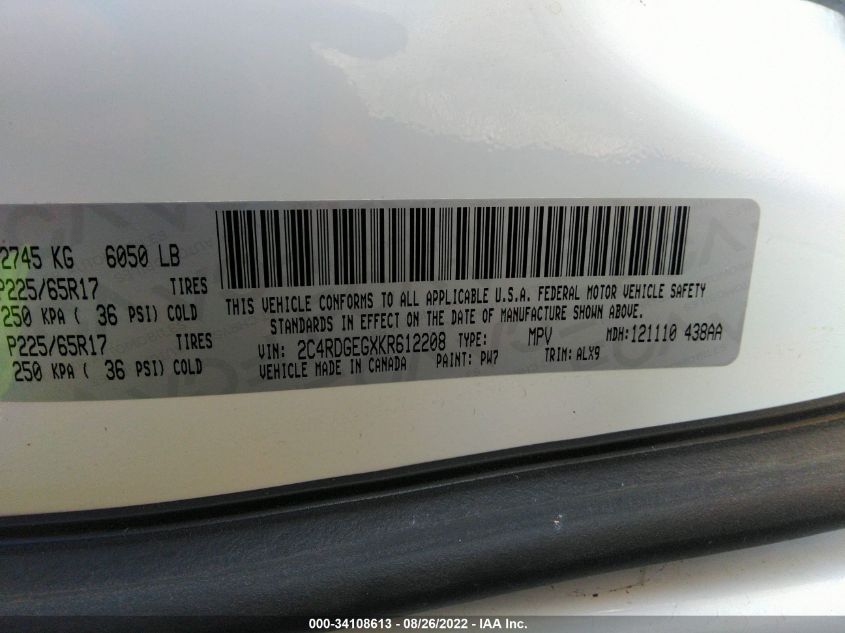 2745 KG 6050 LB
P225/65R17 TIRES
250 KPA ( 36 PSI) COLD
P225/65R17 TIRES
250 KPA ( 36 PSI) COLD
THIS VEHICLE CONFORMS TO ALL APPLICABLE U.S.A. FEDERAL MOTOR VEHICLE SAFETY
STANDARDS IN EFFECT ON THE DATE OF MANUFACTURE SHOWN ABOVE.
VIN: 2C4RDGEGXKR612208 TYPE: MPV MDH:121110 438AA
VEHICLE MADE IN CANADA PAINT: PW7 TRIM: ALX9
000-34108613 - 08/26/2022 - IAA Inc.